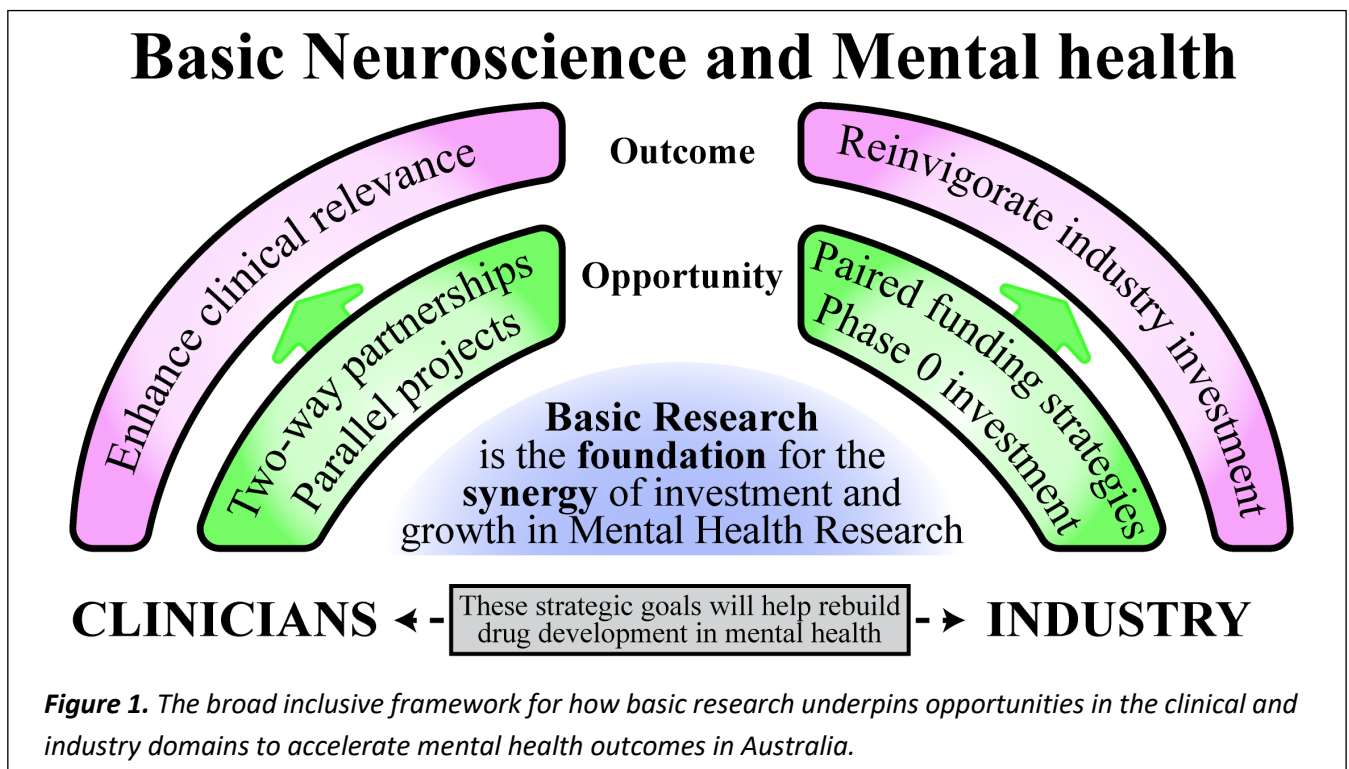 Basic Neuroscience and Mental health
Outcome
Enhance clinical relevance
Reinvigorate industry investment
Opportunity
Two-way partnerships
Parallel projects
Paired funding strategies
Phase 0 investment
Basic Research
is the foundation for the
synergy of investment and
growth in Mental Health Research
CLINICIANS
These strategic goals will help rebuild
drug development in mental health
INDUSTRY
Figure 1. The broad inclusive framework for how basic research underpins opportunities in the clinical and
industry domains to accelerate mental health outcomes in Australia.